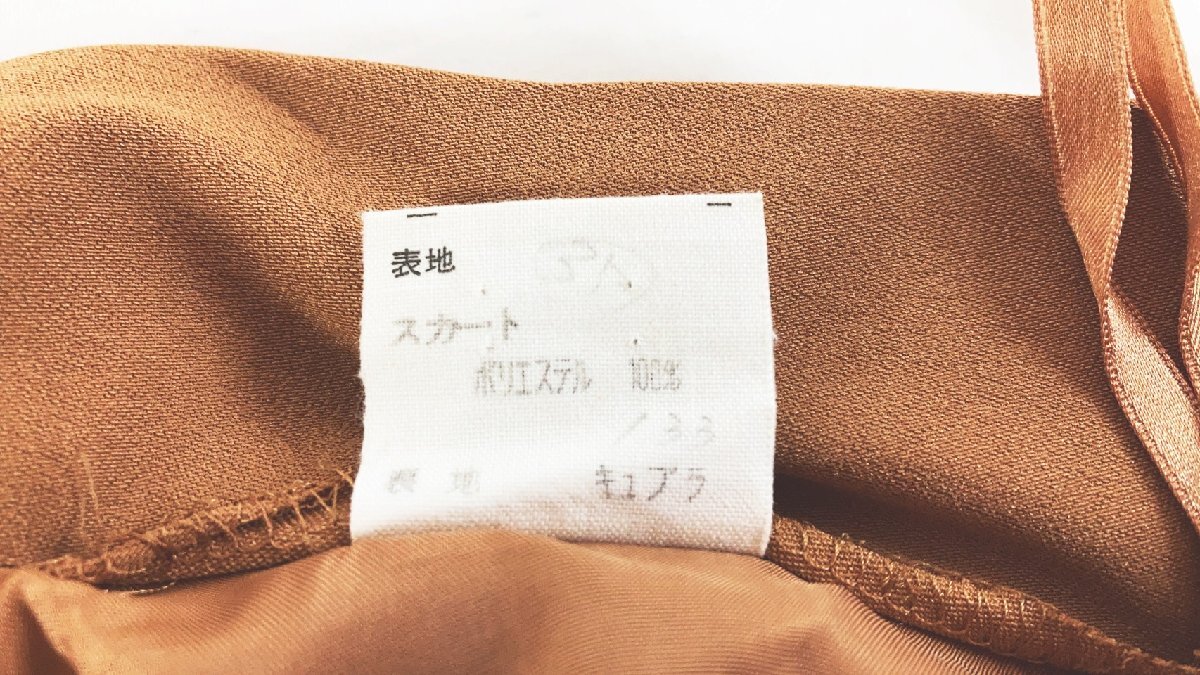 表地
スカート
ポリエステル 100%
/33
表地 キュプラ